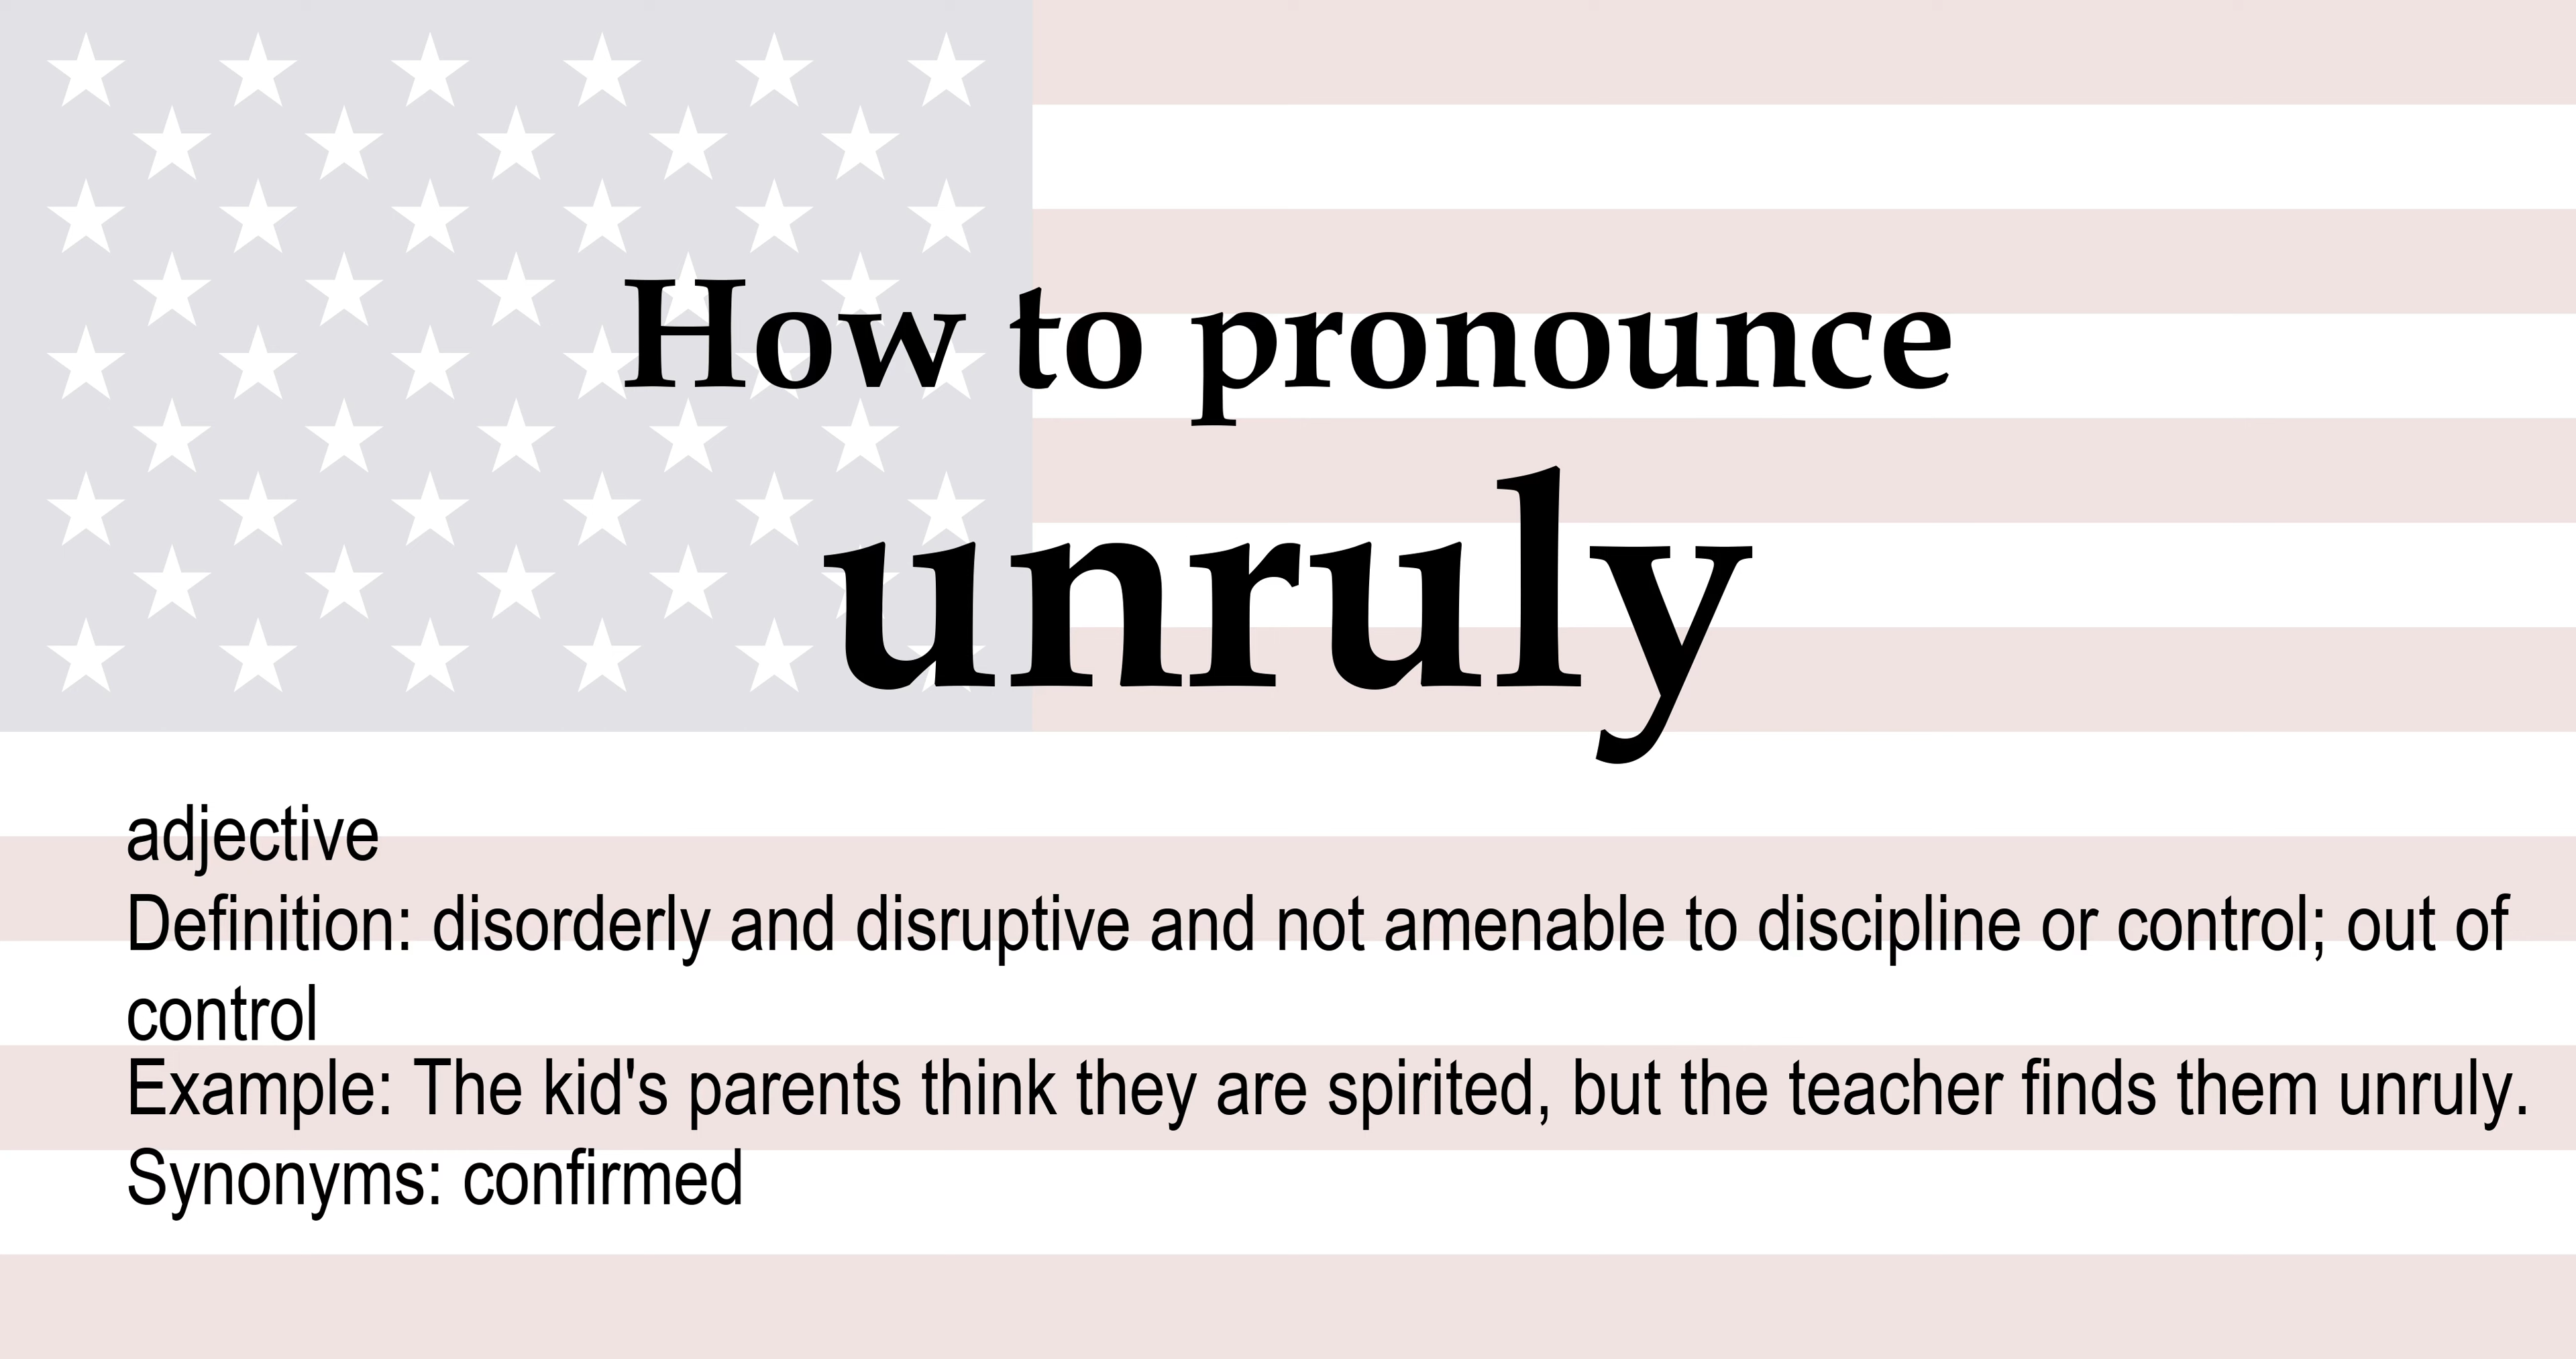 How to pronounce
unruly
adjective
Definition: disorderly and disruptive and not amenable to discipline or control; out of
control
Example: The kid's parents think they are spirited, but the teacher finds them unruly.
Synonyms: confirmed